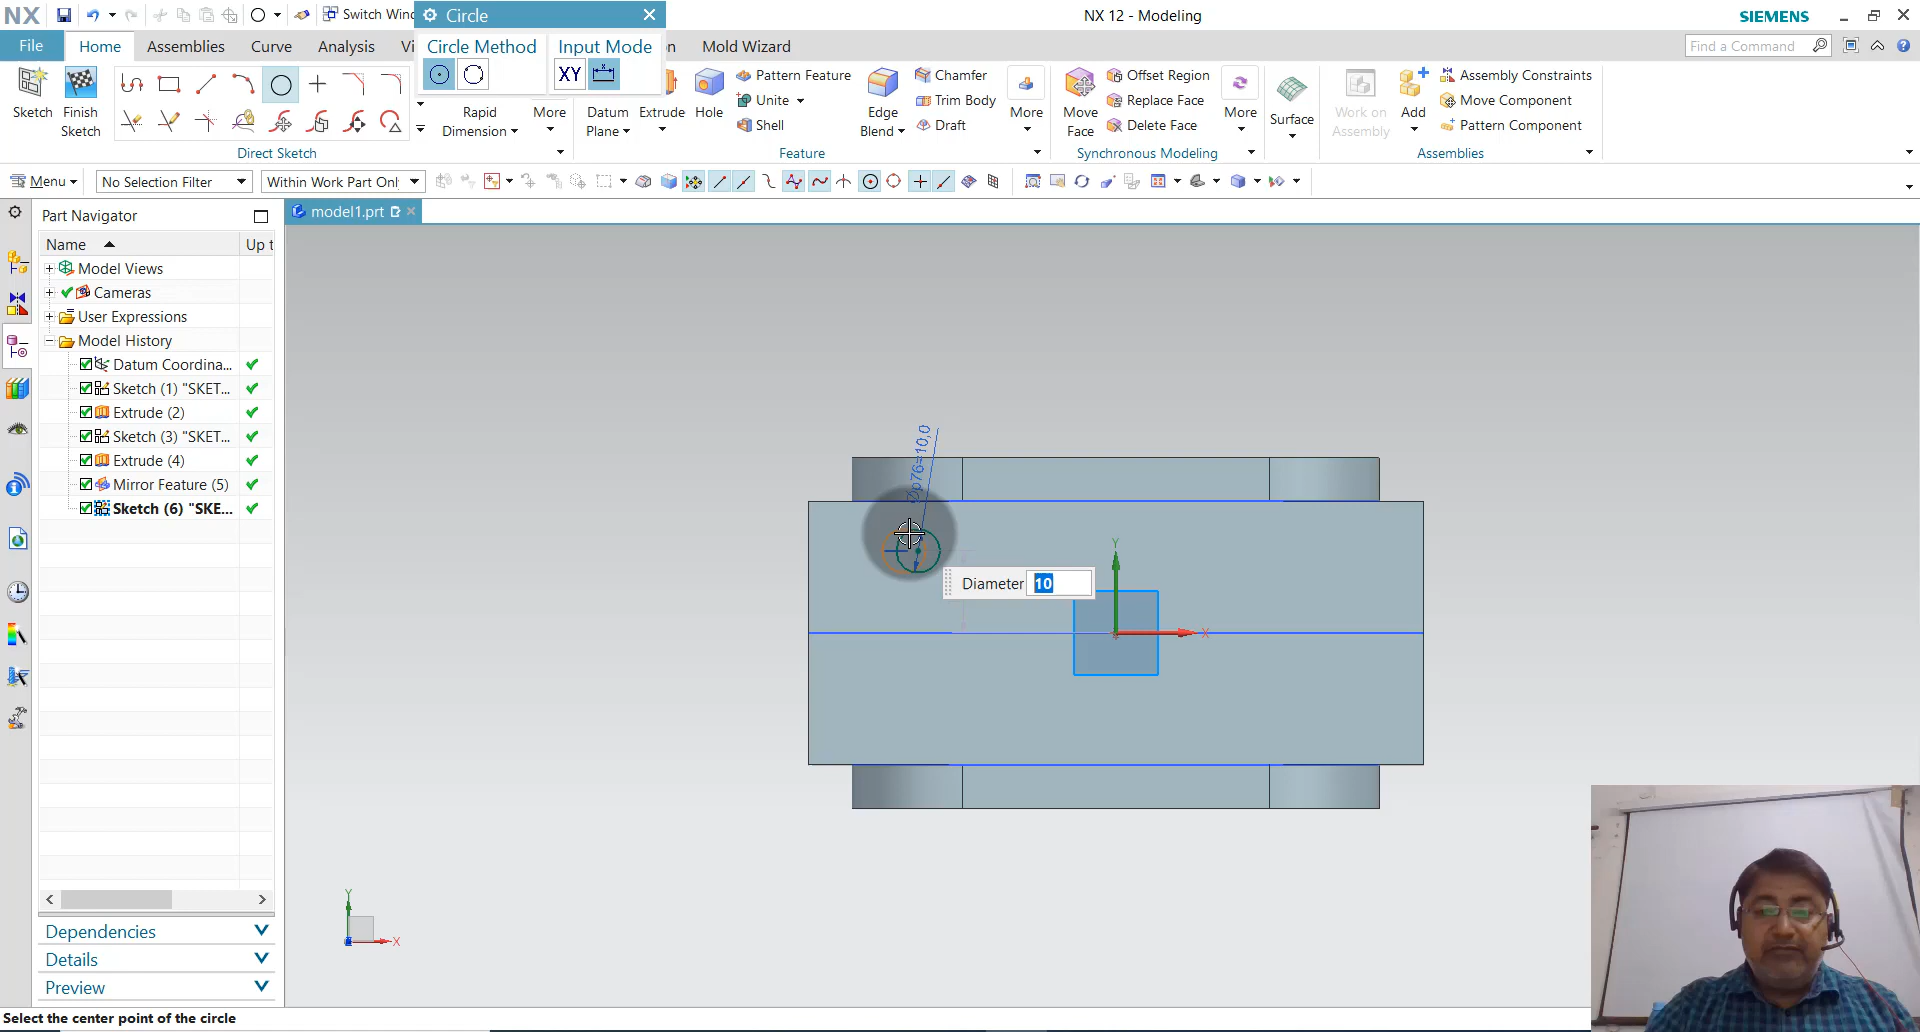 NX
Switch Win
Circle
NX 12 - Modeling
SIEMENS
File
Home
Assemblies
Curve
Analysis
Vi
Circle Method
Input Mode
n
Mold Wizard
Find a Command
Sketch
Finish
Sketch
Direct Sketch
XY
Rapid
Dimension
More
Datum
Plane
Extrude
Hole
Pattern Feature
Unite
Shell
Edge
Blend
Chamfer
Trim Body
Draft
More
Feature
Move
Face
Offset Region
Replace Face
Delete Face
More
Synchronous Modeling
Surface
Work on
Assembly
Add
Assembly Constraints
Move Component
Pattern Component
Assemblies
Menu
No Selection Filter
Within Work Part Onl
Part Navigator
model1.prt
Name
Up t
Model Views
Cameras
User Expressions
Model History
Datum Coordina...
Sketch (1) "SKET...
Extrude (2)
Sketch (3) "SKET...
Extrude (4)
Mirror Feature (5)
Sketch (6) "SKE...
p76=10,0
Diameter 10
Y
X
Y
X
Dependencies
Details
Preview
Select the center point of the circle